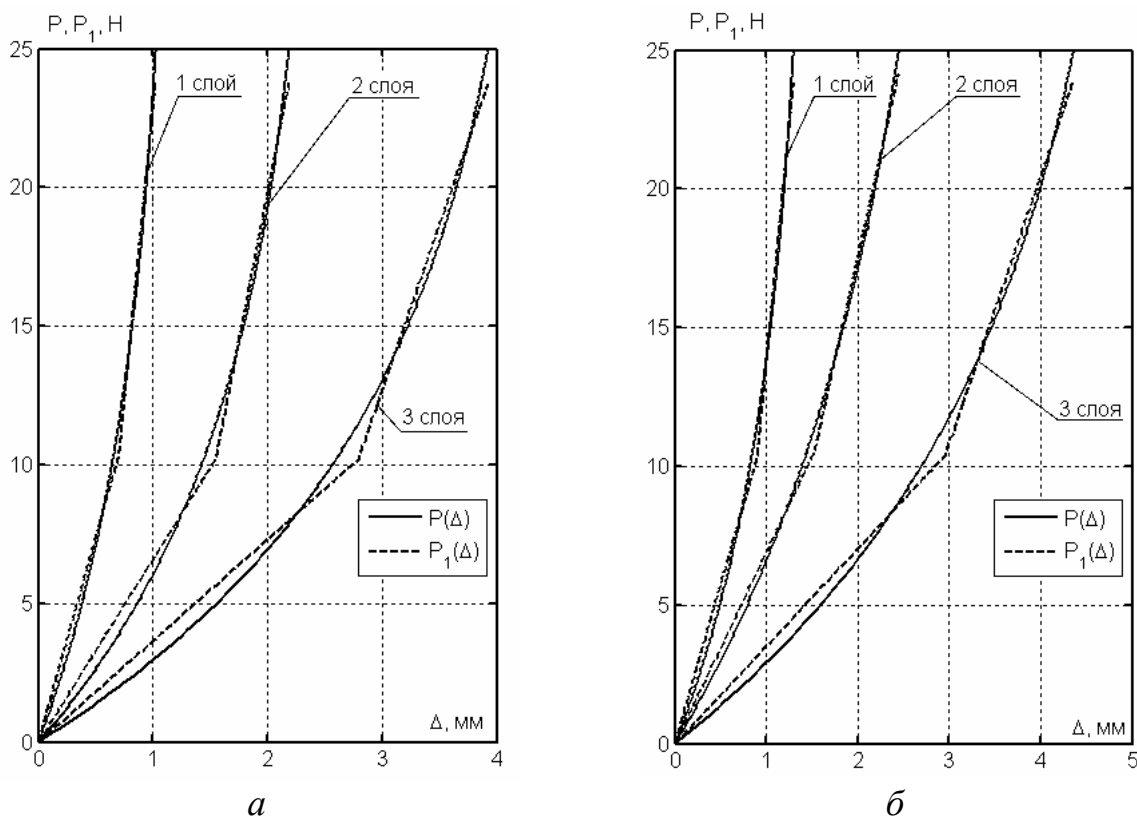 P, P₁, Н
25
20
15
10
5
0
0 1 2 3 4
1 слой
2 слоя
3 слоя
P(Δ)
P₁(Δ)
Δ, мм
а
P, P₁, Н
25
20
15
10
5
0
0 1 2 3 4 5
1 слой
2 слоя
3 слоя
P(Δ)
P₁(Δ)
Δ, мм
б